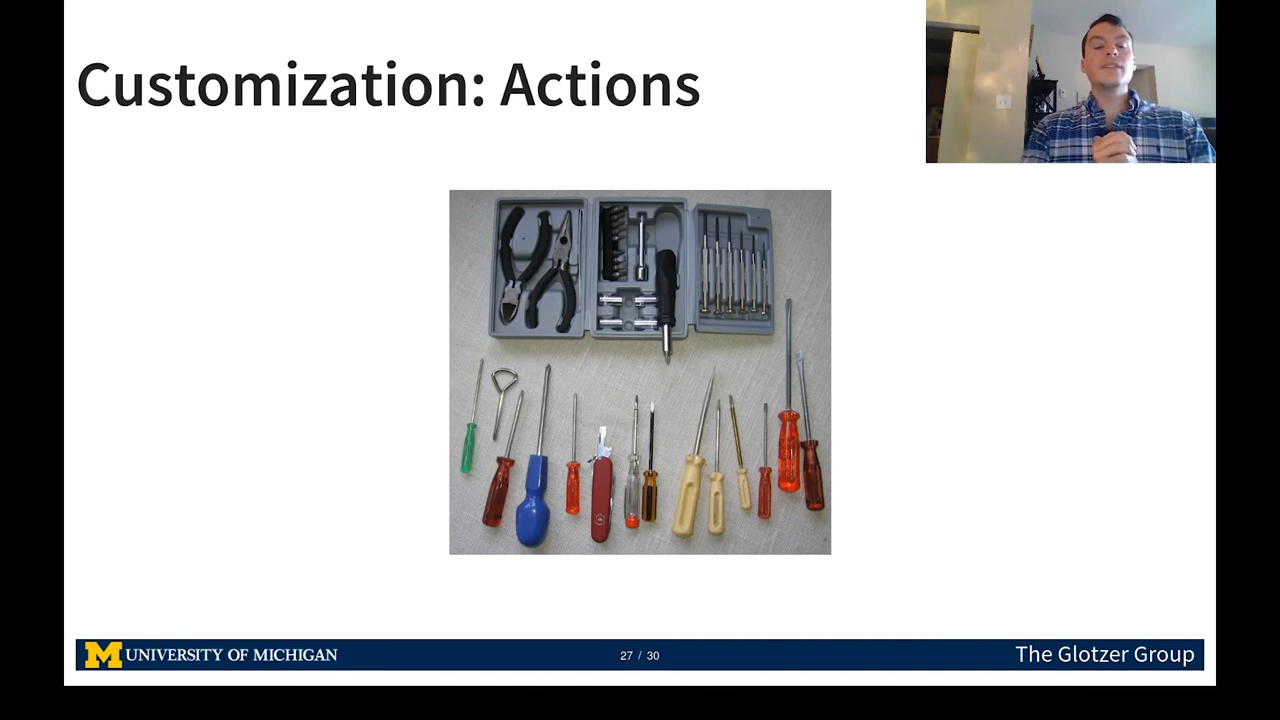 Customization: Actions
M UNIVERSITY OF MICHIGAN
27 / 30
The Glotzer Group